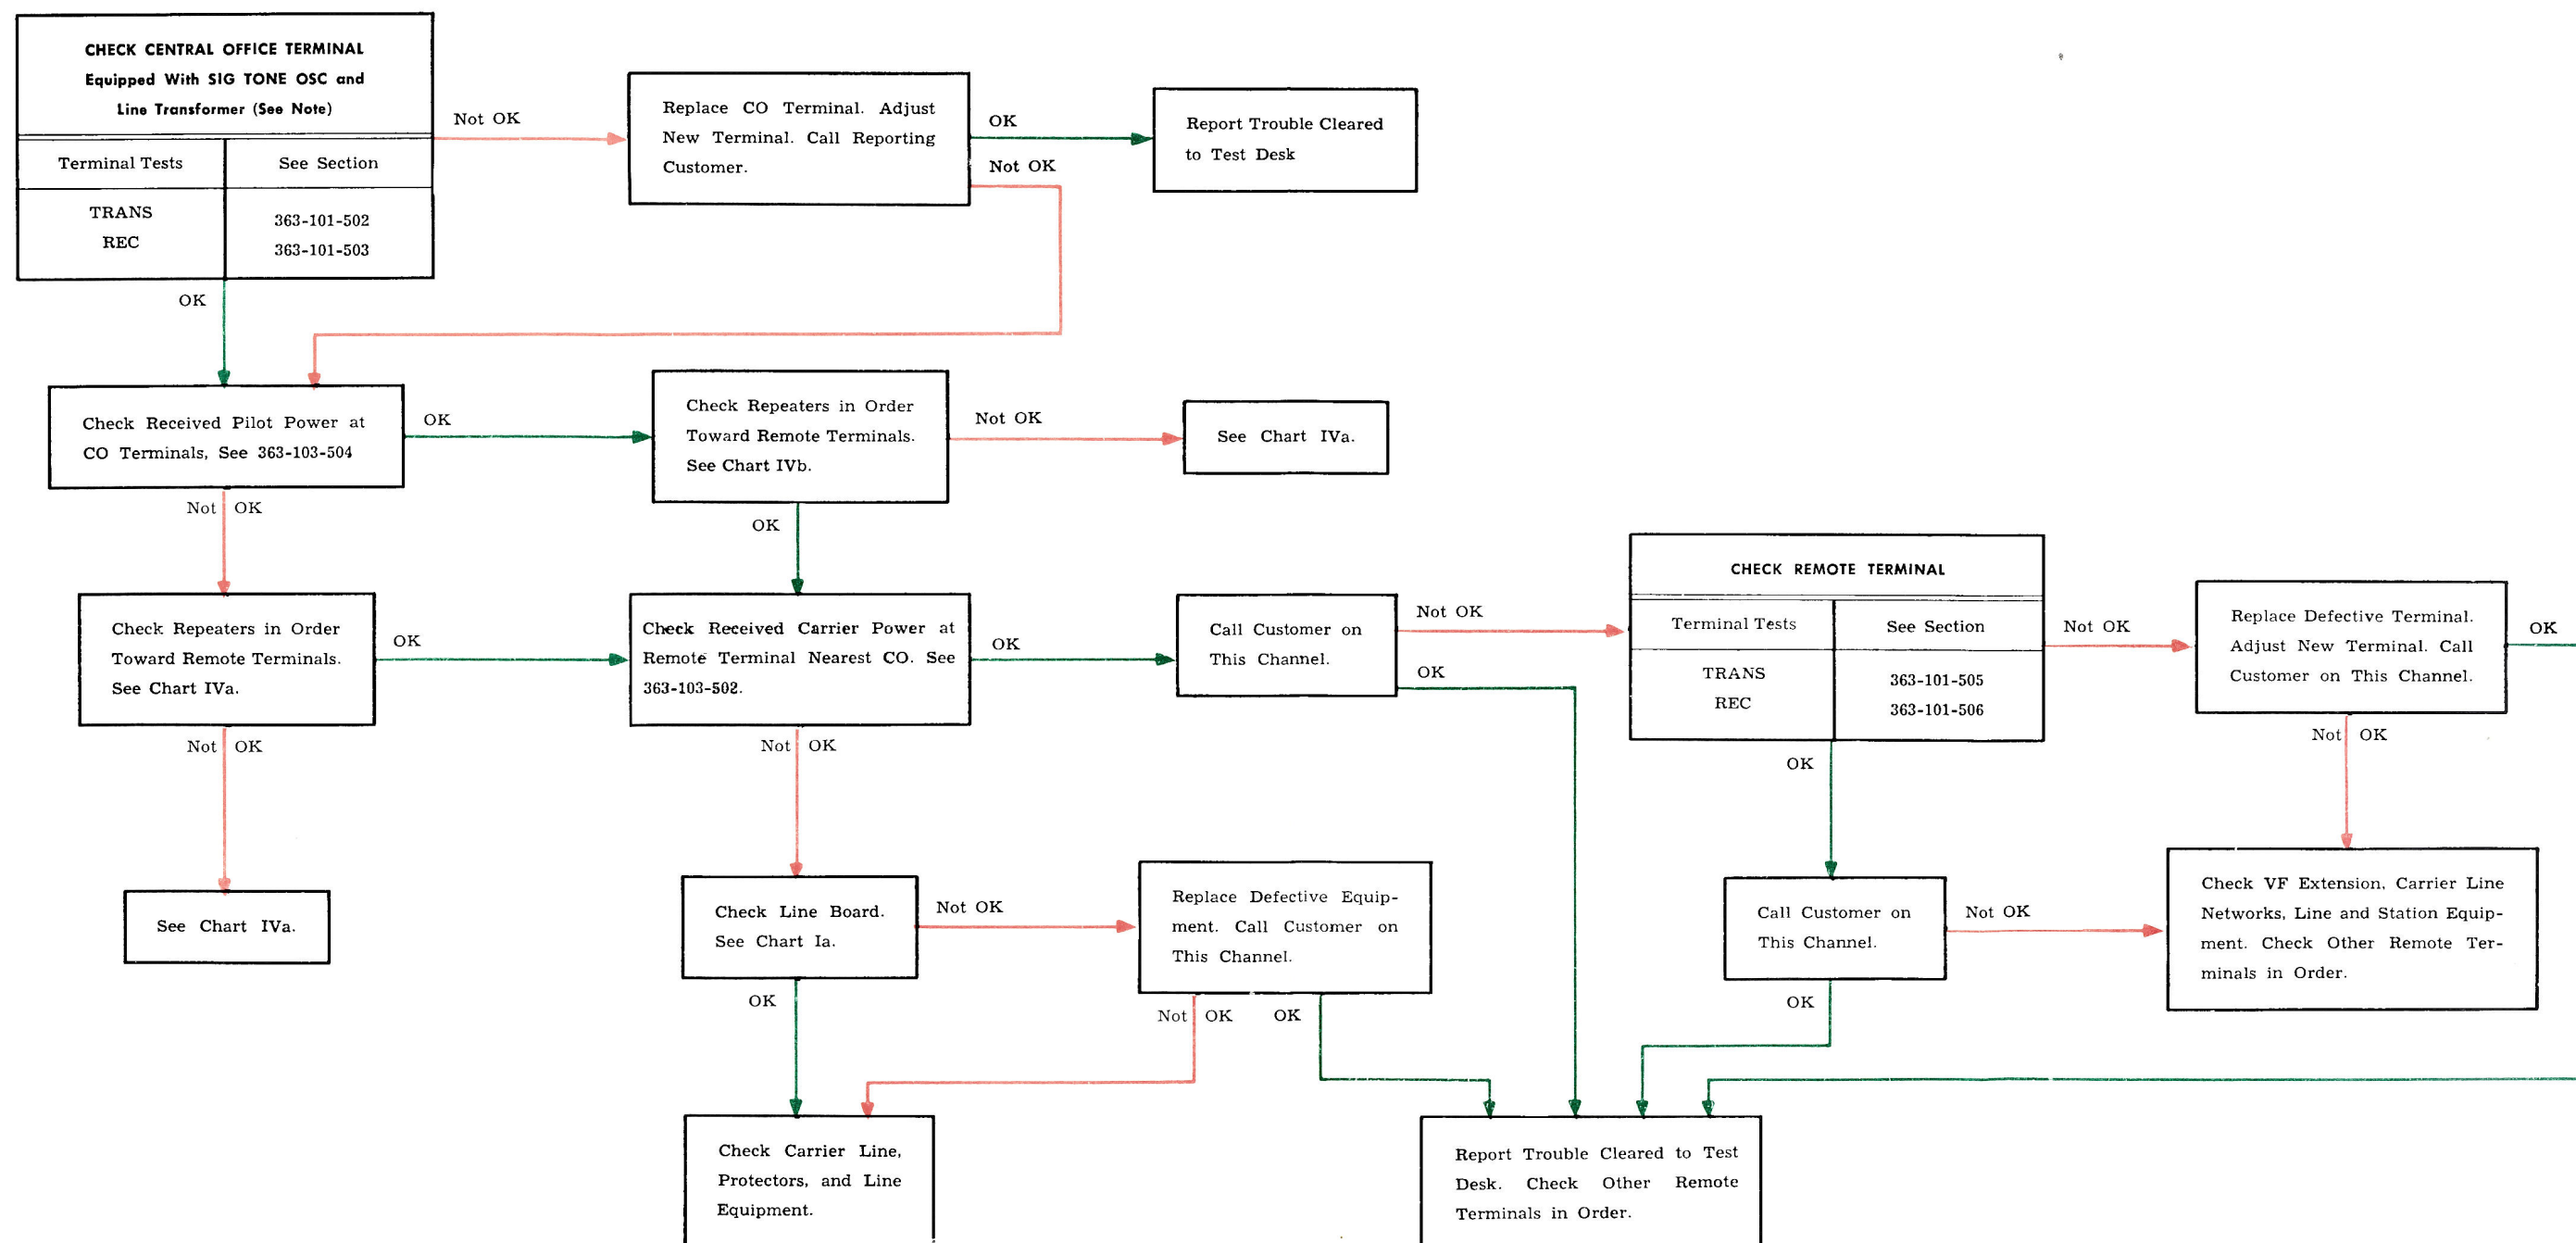 CHECK CENTRAL OFFICE TERMINAL
Equipped With SIG TONE OSC and
Line Transformer (See Note)
Terminal Tests
See Section
TRANS
REC
363-101-502
363-101-503
Not OK
Replace CO Terminal. Adjust
New Terminal. Call Reporting
Customer.
OK
Not OK
Report Trouble Cleared
to Test Desk
OK
Check Received Pilot Power at
CO Terminals, See 363-103-504
OK
Check Repeaters in Order
Toward Remote Terminals.
See Chart IVb.
Not OK
See Chart IVa.
Not OK
OK
Check Repeaters in Order
Toward Remote Terminals.
See Chart IVa.
OK
Check Received Carrier Power at
Remote Terminal Nearest CO. See
363-103-502.
OK
Call Customer on
This Channel.
Not OK
OK
CHECK REMOTE TERMINAL
Terminal Tests
See Section
TRANS
REC
363-101-505
363-101-506
Not OK
Replace Defective Terminal.
Adjust New Terminal. Call
Customer on This Channel.
OK
Not OK
Not OK
OK
Not OK
See Chart IVa.
Check Line Board.
See Chart Ia.
Not OK
Replace Defective Equip-
ment. Call Customer on
This Channel.
Call Customer on
This Channel.
Not OK
Check VF Extension, Carrier Line
Networks, Line and Station Equip-
ment. Check Other Remote Ter-
minals in Order.
OK
Not OK
OK
OK
Check Carrier Line,
Protectors, and Line
Equipment.
Report Trouble Cleared to Test
Desk. Check Other Remote
Terminals in Order.